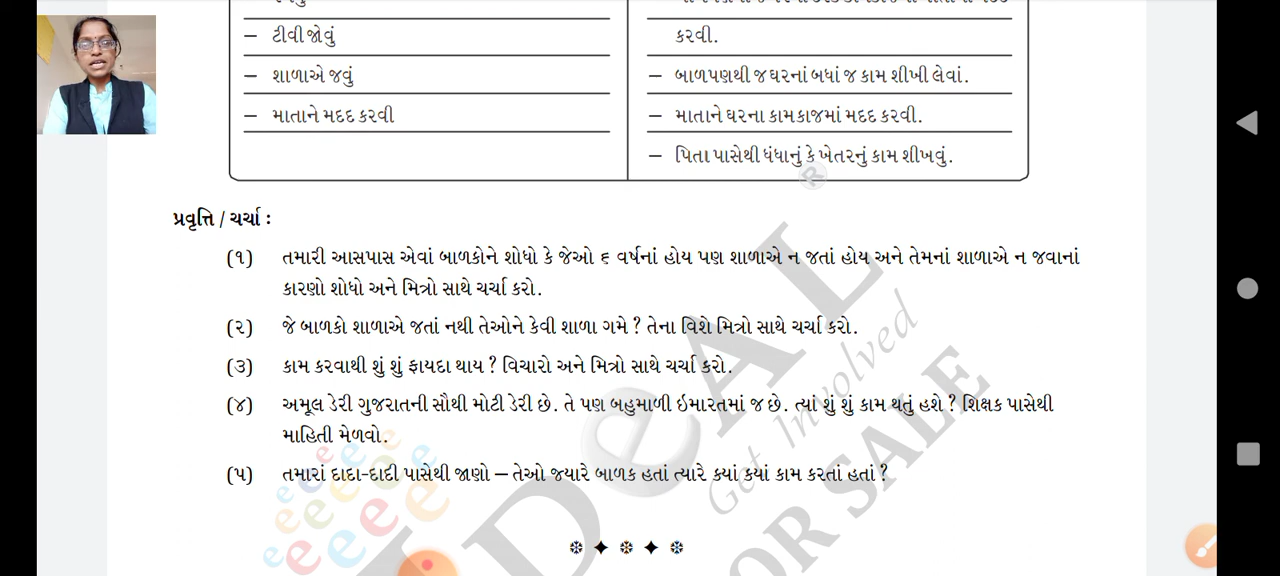 – ટીવી જોવું
– શાળાએ જવું
– માતાને મદદ કરવી
કરવી.
– બાળપણથી જ ઘરનાં બધાં જ કામ શીખી લેવાં.
– માતાને ઘરના કામકાજમાં મદદ કરવી.
– પિતા પાસેથી ધંધાનું કે ખેતરનું કામ શીખવું.
પ્રવૃત્તિ / ચર્ચા :
(૧) તમારી આસપાસ એવાં બાળકોને શોધો કે જેઓ ૬ વર્ષનાં હોય પણ શાળાએ ન જતાં હોય અને તેમનાં શાળાએ ન જવાનાં
કારણો શોધો અને મિત્રો સાથે ચર્ચા કરો.
(૨) જે બાળકો શાળાએ જતાં નથી તેઓને કેવી શાળા ગમે ? તેના વિશે મિત્રો સાથે ચર્ચા કરો.
(૩) કામ કરવાથી શું શું ફાયદા થાય ? વિચારો અને મિત્રો સાથે ચર્ચા કરો.
(૪) અમૂલ ડેરી ગુજરાતની સૌથી મોટી ડેરી છે. તે પણ બહુમાળી ઇમારતમાં જ છે. ત્યાં શું શું કામ થતું હશે ? શિક્ષક પાસેથી
માહિતી મેળવો.
(૫) તમારાં દાદા-દાદી પાસેથી જાણો – તેઓ જ્યારે બાળક હતાં ત્યારે ક્યાં ક્યાં કામ કરતાં હતાં ?
IDeAL ®
Get Involved
FOR SALE